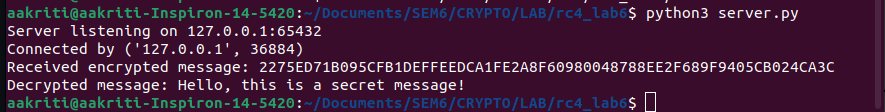 aakriti@aakriti-Inspiron-14-5420:~/Documents/SEM6/CRYPTO/LAB/rc4_lab6$ python3 server.py
Server listening on 127.0.0.1:65432
Connected by ('127.0.0.1', 36884)
Received encrypted message: 2275ED71B095CFB1DEFFEEDCA1FE2A8F60980048788EE2F689F9405CB024CA3C
Decrypted message: Hello, this is a secret message!
aakriti@aakriti-Inspiron-14-5420:~/Documents/SEM6/CRYPTO/LAB/rc4_lab6$